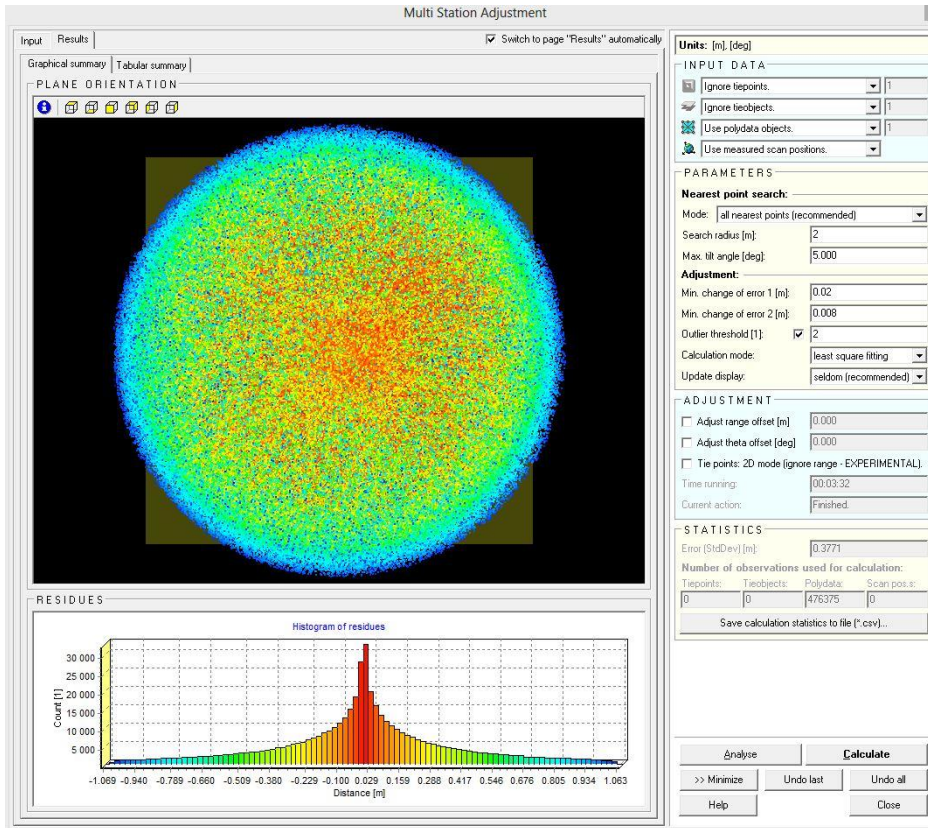 Multi Station Adjustment
Input
Results
Switch to page "Results" automatically
Graphical summary
Tabular summary
PLANE ORIENTATION
RESIDUES
Histogram of residues
Count [1]
30 000
25 000
20 000
15 000
10 000
5 000
-1.069 -0.940 -0.789 -0.660 -0.509 -0.380 -0.229 -0.100 0.029 0.159 0.288 0.417 0.546 0.676 0.805 0.934 1.063
Distance [m]
Units: [m], [deg]
INPUT DATA
Ignore tiepoints. 1
Ignore tieobjects. 1
Use polydata objects. 1
Use measured scan positions.
PARAMETERS
Nearest point search:
Mode: all nearest points (recommended)
Search radius [m]: 2
Max. tilt angle [deg]: 5.000
Adjustment:
Min. change of error 1 [m]: 0.02
Min. change of error 2 [m]: 0.008
Outlier threshold [1]: 2
Calculation mode: least square fitting
Update display: seldom (recommended)
ADJUSTMENT
Adjust range offset [m] 0.000
Adjust theta offset [deg] 0.000
Tie points: 2D mode (ignore range - EXPERIMENTAL).
Time running: 00:03:32
Current action: Finished.
STATISTICS
Error (StdDev) [m]: 0.3771
Number of observations used for calculation:
Tiepoints: Tieobjects: Polydata: Scan pos.s:
0 0 476375 0
Save calculation statistics to file (*.csv)...
Analyse Calculate
>> Minimize Undo last Undo all
Help Close